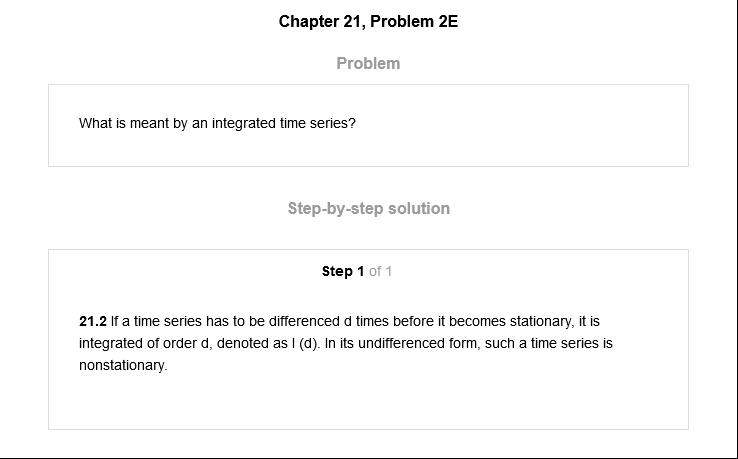 Chapter 21, Problem 2E
Problem
What is meant by an integrated time series?
Step-by-step solution
Step 1 of 1
21.2 If a time series has to be differenced d times before it becomes stationary, it is
integrated of order d, denoted as I (d). In its undifferenced form, such a time series is
nonstationary.